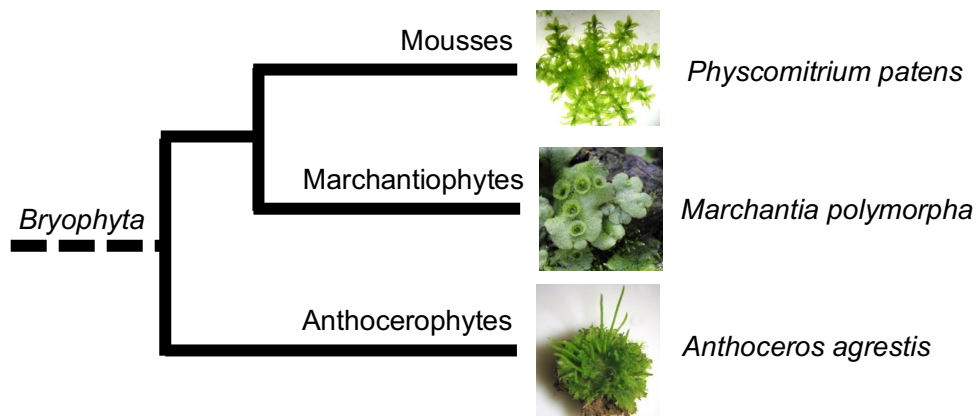 Mousses
Physcomitrium patens
Marchantiophytes
Marchantia polymorpha
Bryophyta
Anthocerophytes
Anthoceros agrestis